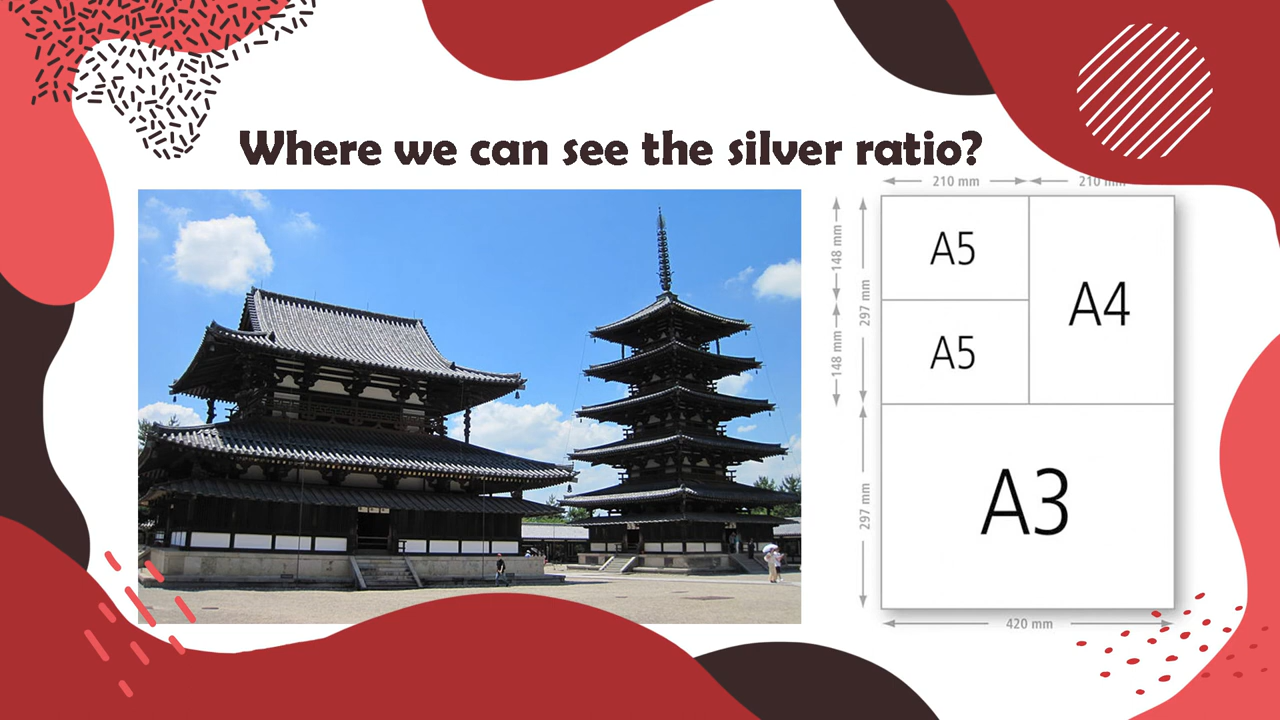 Where we can see the silver ratio?
210 mm
210 mm
148 mm
297 mm
148 mm
A5
A4
A5
297 mm
A3
420 mm